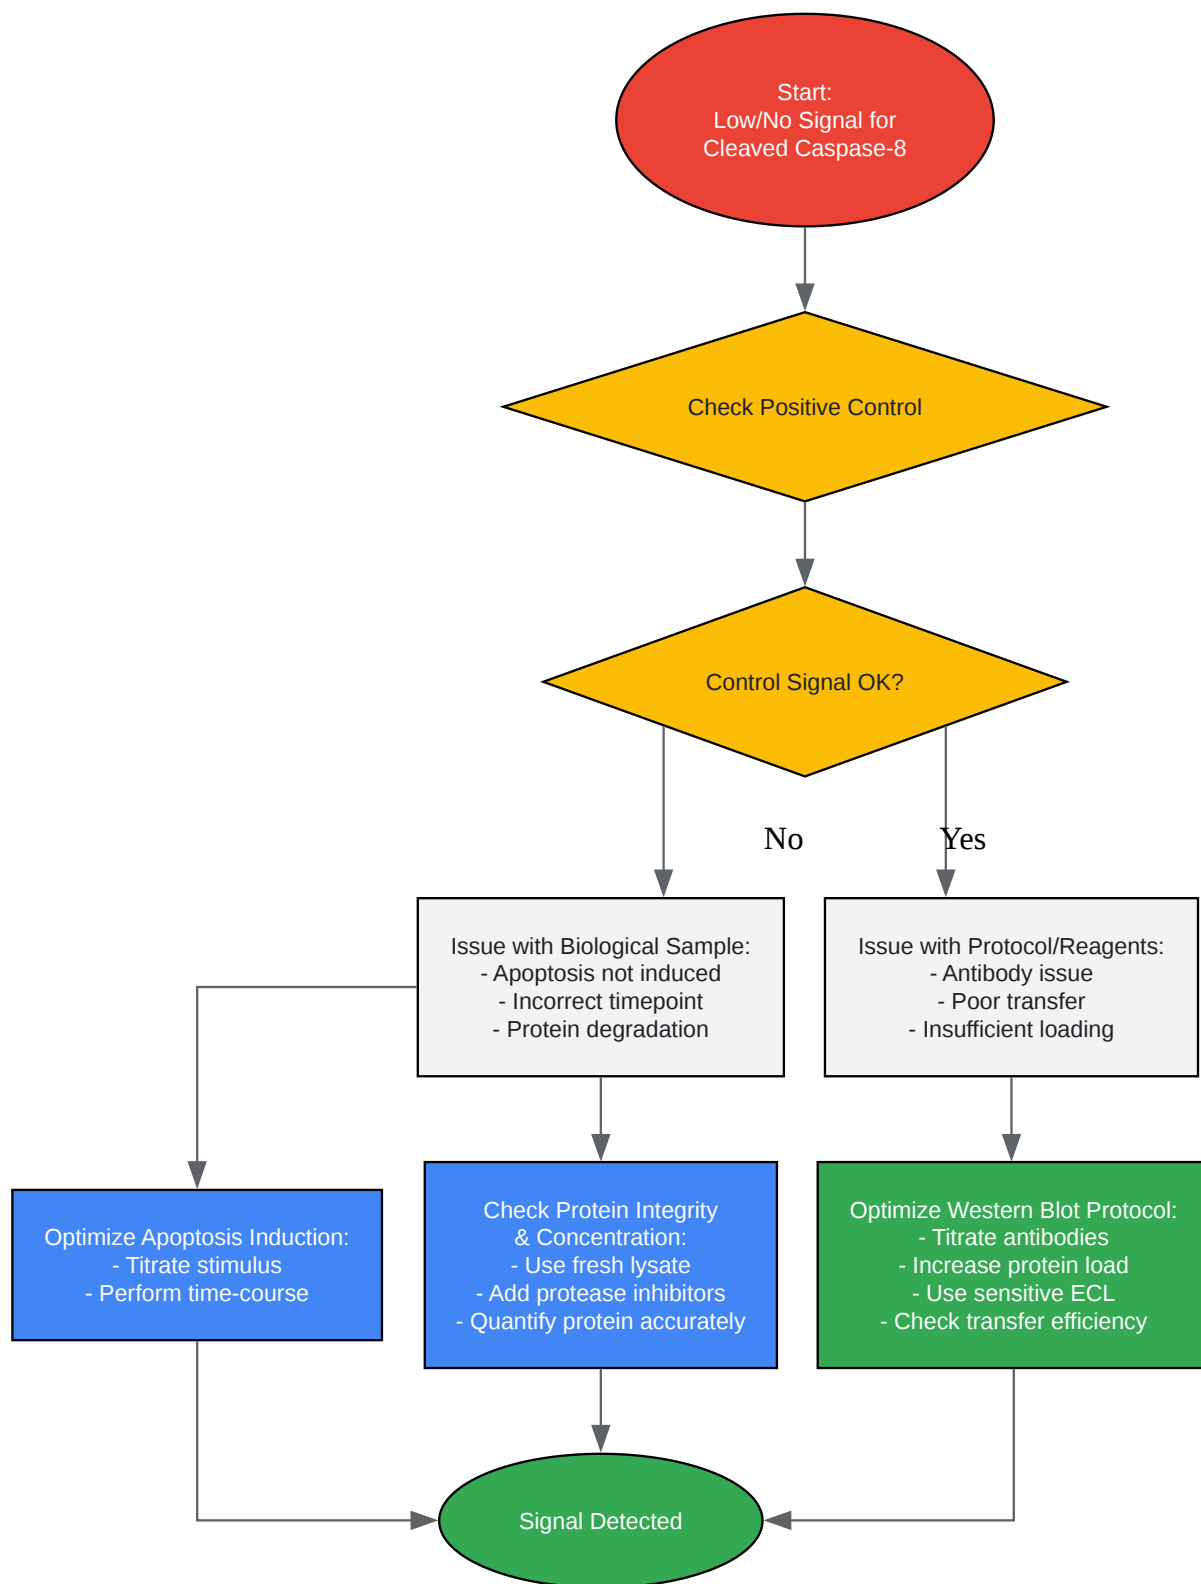 Start:
Low/No Signal for
Cleaved Caspase-8
Check Positive Control
Control Signal OK?
No
Yes
Issue with Biological Sample:
- Apoptosis not induced
- Incorrect timepoint
- Protein degradation
Issue with Protocol/Reagents:
- Antibody issue
- Poor transfer
- Insufficient loading
Optimize Apoptosis Induction:
- Titrate stimulus
- Perform time-course
Check Protein Integrity
& Concentration:
- Use fresh lysate
- Add protease inhibitors
- Quantify protein accurately
Optimize Western Blot Protocol:
- Titrate antibodies
- Increase protein load
- Use sensitive ECL
- Check transfer efficiency
Signal Detected